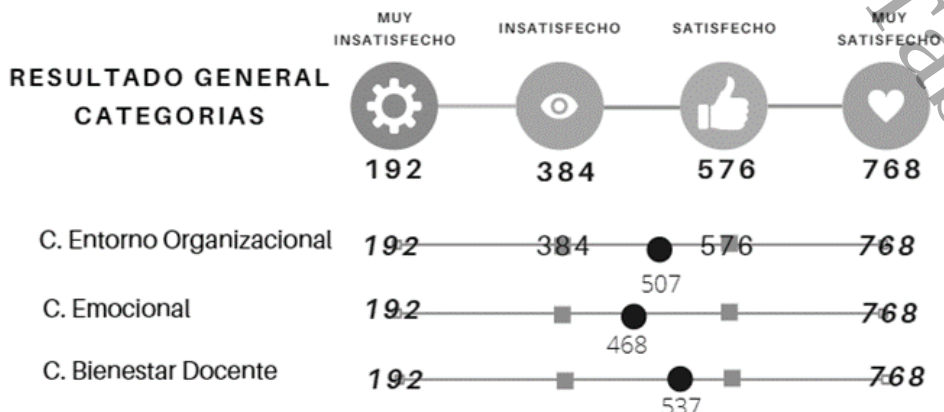 MUY
INSATISFECHO
INSATISFECHO
SATISFECHO
MUY
SATISFECHO
RESULTADO GENERAL
CATEGORIAS
192 384 576 768
C. Entorno Organizacional 192 384 576 768
507
C. Emocional 192 768
468
C. Bienestar Docente 192 768
537